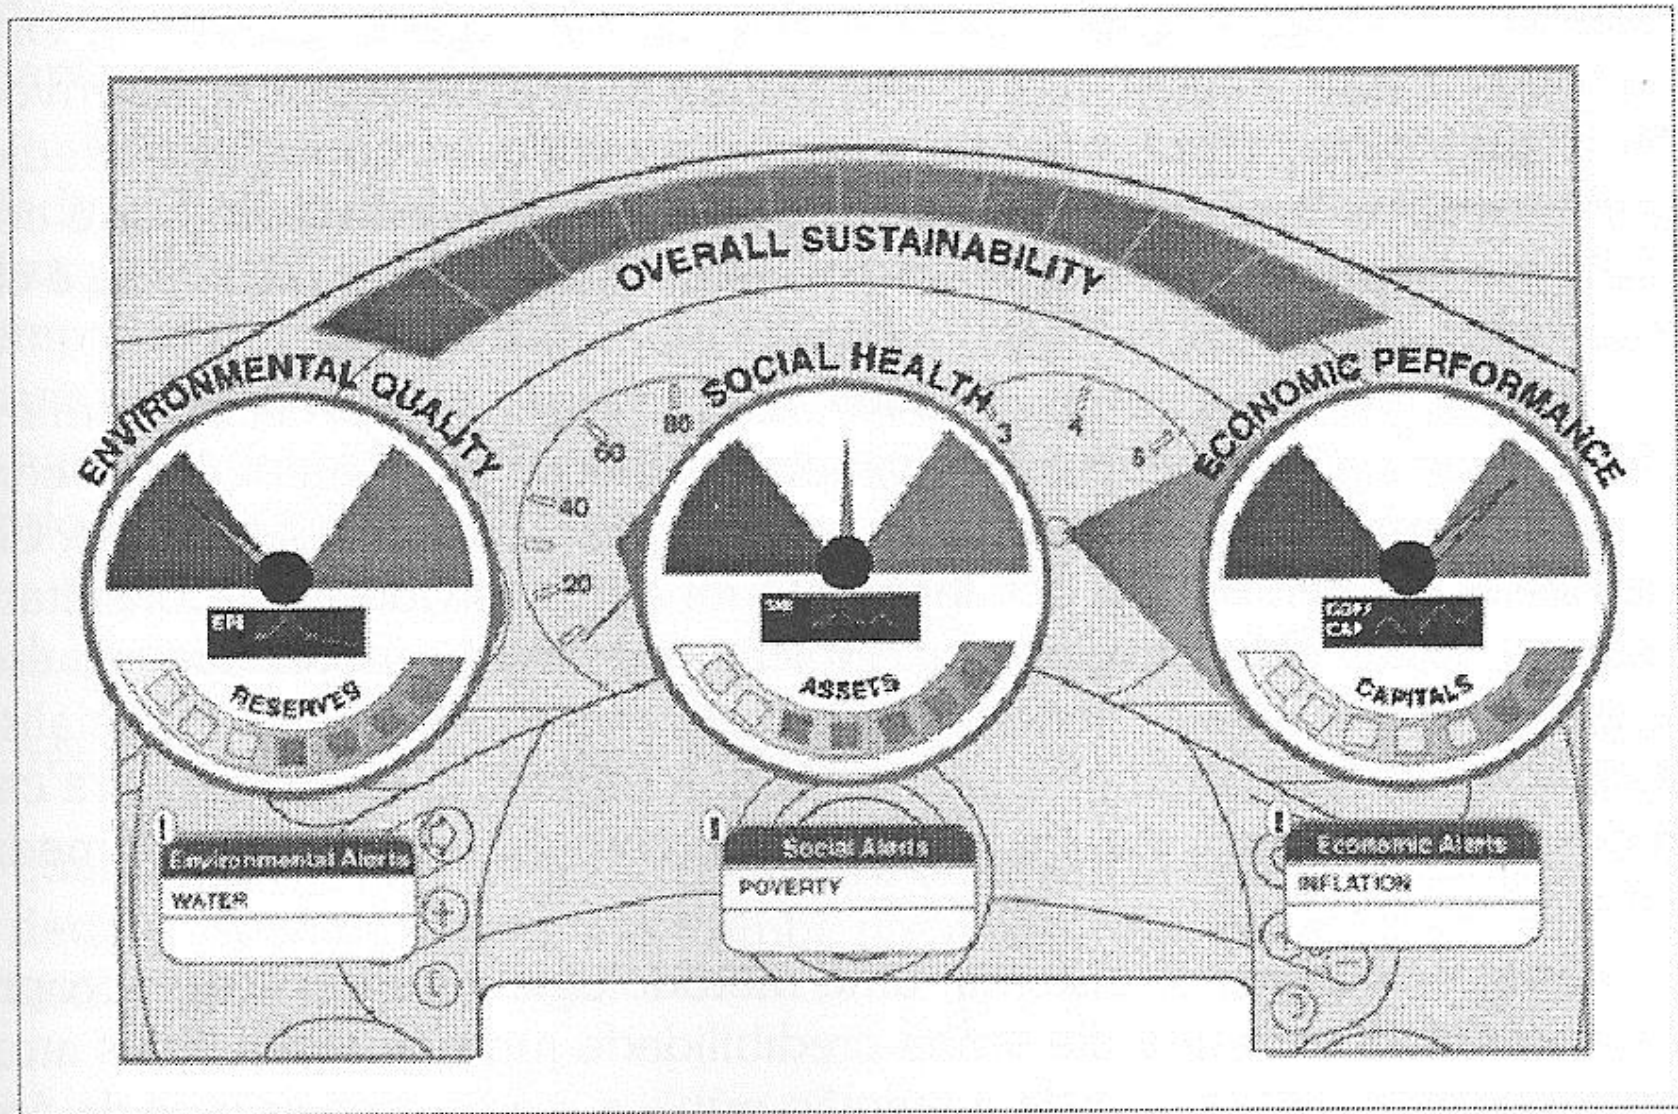 OVERALL SUSTAINABILITY
ENVIRONMENTAL QUALITY
SOCIAL HEALTH
ECONOMIC PERFORMANCE
80
60
40
20
3
4
5
RESERVES
ASSETS
CAPITALS
Environmental Alerts
WATER
Social Alerts
POVERTY
Economic Alerts
INFLATION